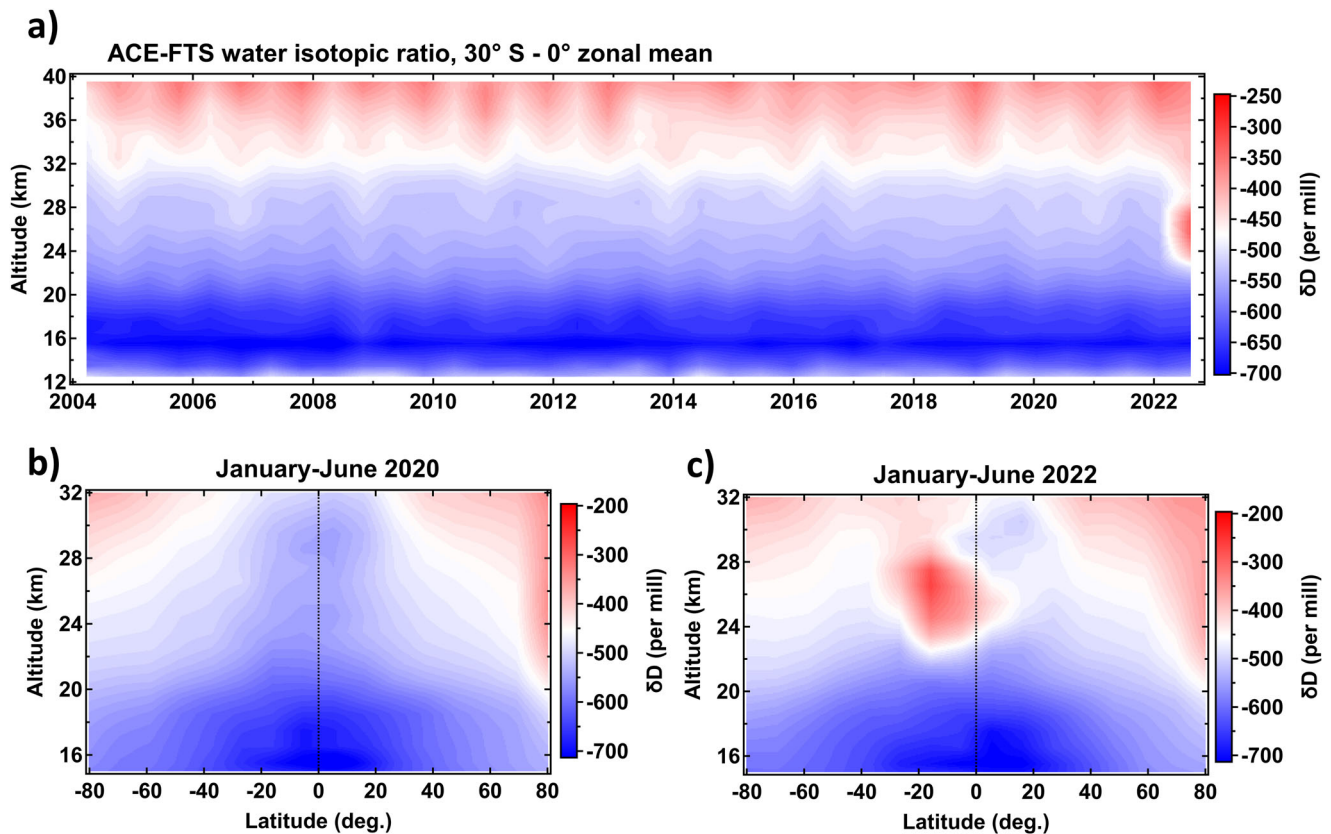 a)
ACE-FTS water isotopic ratio, 30° S - 0° zonal mean
Altitude (km)
40
36
32
28
24
20
16
12
2004 2006 2008 2010 2012 2014 2016 2018 2020 2022
-250
-300
-350
-400
-450
-500
-550
-600
-650
-700
δD (per mill)
b)
January-June 2020
Altitude (km)
32
28
24
20
16
-80 -60 -40 -20 0 20 40 60 80
Latitude (deg.)
-200
-300
-400
-500
-600
-700
δD (per mill)
c)
January-June 2022
Altitude (km)
32
28
24
20
16
-80 -60 -40 -20 0 20 40 60 80
Latitude (deg.)
-200
-300
-400
-500
-600
-700
δD (per mill)